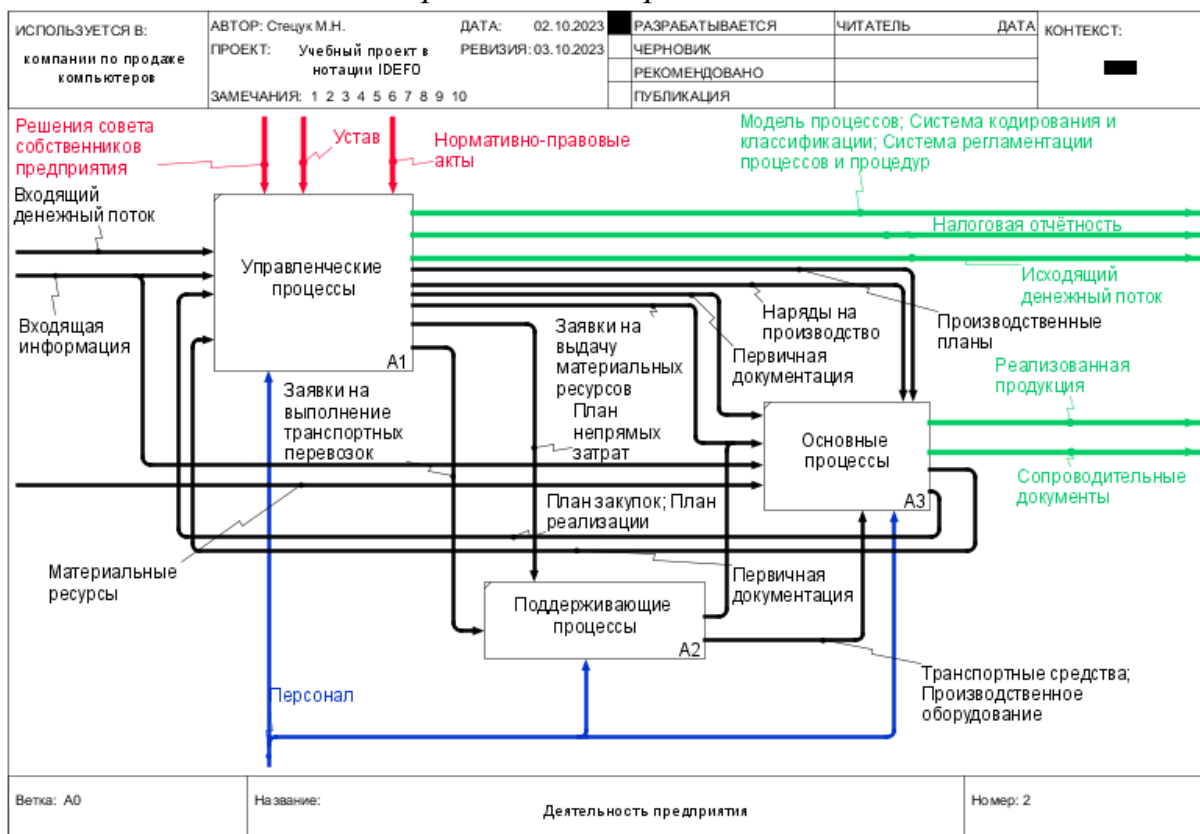 ИСПОЛЬЗУЕТСЯ В:
компании по продаже
компьютеров
АВТОР: Стецук М.Н.
ДАТА: 02.10.2023
ПРОЕКТ: Учебный проект в
нотации IDEF0
РЕВИЗИЯ: 03.10.2023
ЗАМЕЧАНИЯ: 1 2 3 4 5 6 7 8 9 10
РАЗРАБАТЫВАЕТСЯ
ЧЕРНОВИК
РЕКОМЕНДОВАНО
ПУБЛИКАЦИЯ
ЧИТАТЕЛЬ ДАТА
КОНТЕКСТ:
Решения совета
собственников
предприятия
Устав
Нормативно-правовые
акты
Модель процессов; Система кодирования и
классификации; Система регламентации
процессов и процедур
Входящий
денежный поток
Налоговая отчётность
Управленческие
процессы
A1
Исходящий
денежный поток
Входящая
информация
Заявки на
выдачу
материальных
ресурсов
Наряды на
производство
Производственные
планы
Первичная
документация
Реализованная
продукция
Заявки на
выполнение
транспортных
перевозок
План
непрямых
затрат
Основные
процессы
A3
Сопроводительные
документы
План закупок; План
реализации
Материальные
ресурсы
Первичная
документация
Поддерживающие
процессы
A2
Транспортные средства;
Производственное
оборудование
Персонал
Ветка: A0
Название:
Деятельность предприятия
Номер: 2